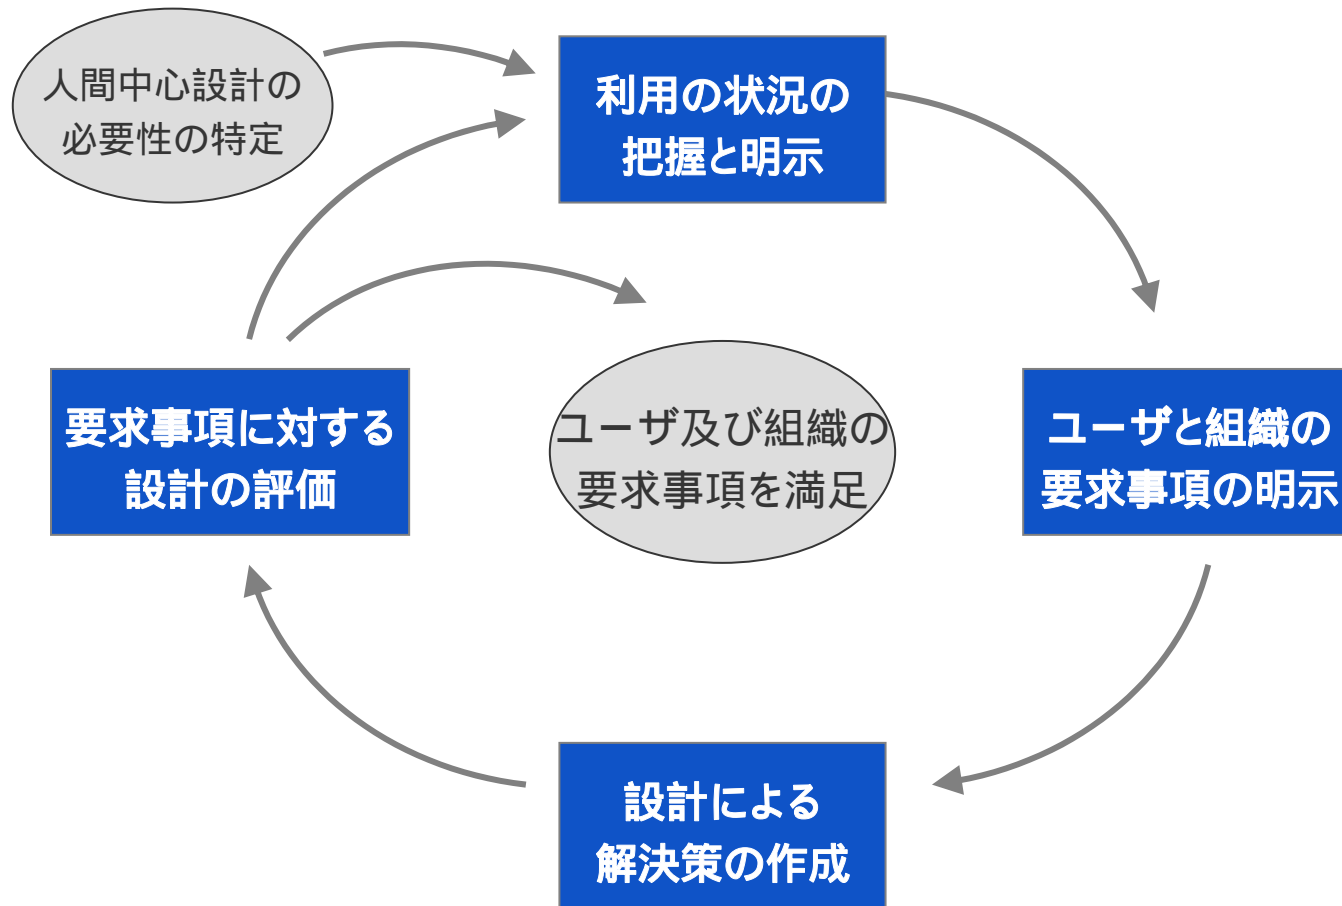 人間中心設計の
必要性の特定
利用の状況の
把握と明示
要求事項に対する
設計の評価
ユーザ及び組織の
要求事項を満足
ユーザと組織の
要求事項の明示
設計による
解決策の作成